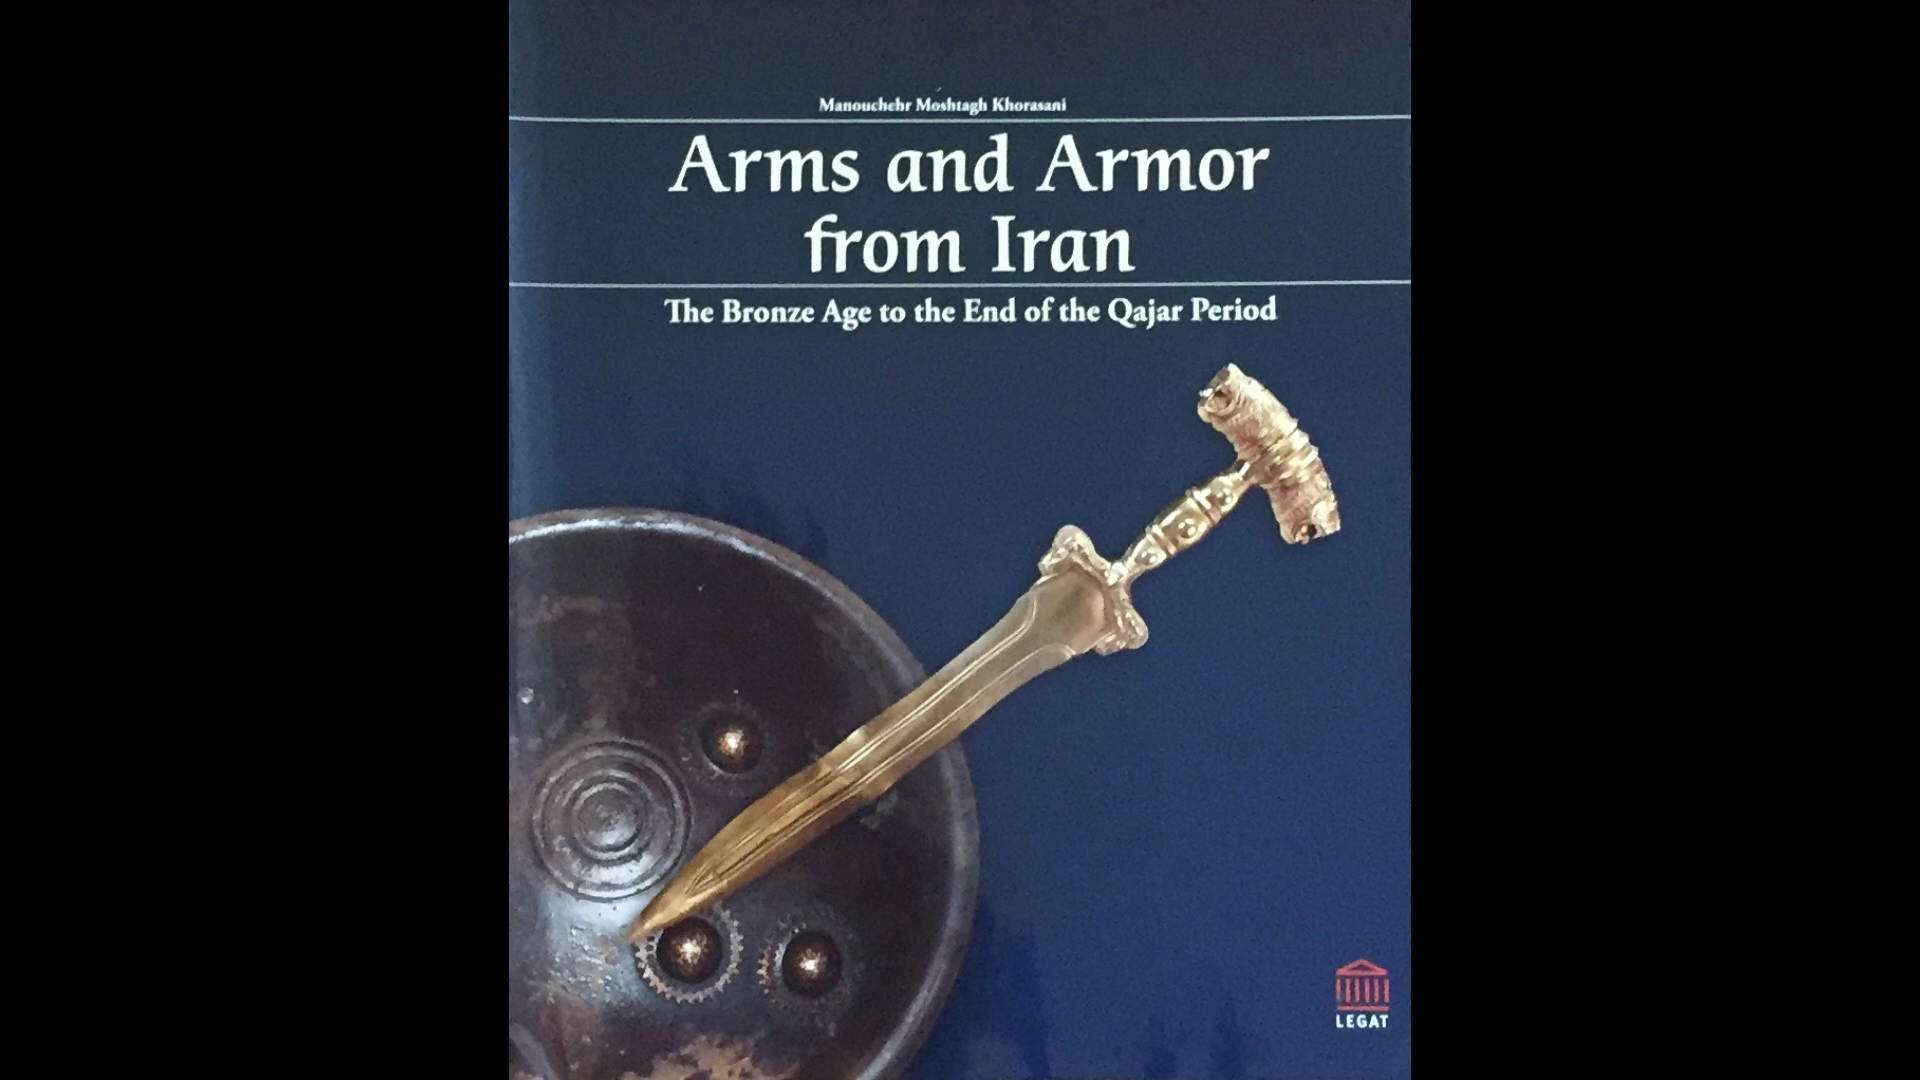 Manouchehr Moshtagh Khorasani
Arms and Armor
from Iran
The Bronze Age to the End of the Qajar Period
LEGAT